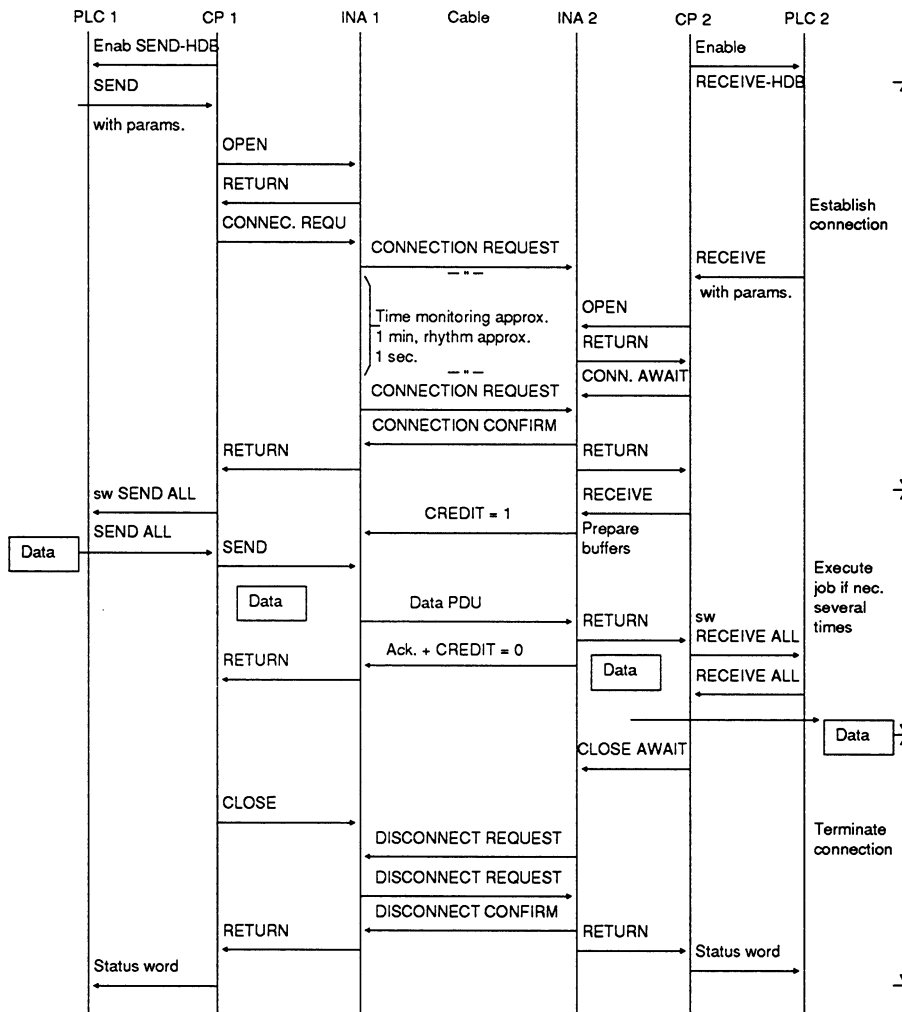 PLC 1 CP 1 INA 1 Cable INA 2 CP 2 PLC 2
Enab SEND-HDB
Enable
SEND
RECEIVE-HDB
with params.
OPEN
RETURN
Establish
connection
CONNEC. REQU
CONNECTION REQUEST
RECEIVE
— " —
with params.
OPEN
Time monitoring approx.
1 min, rhythm approx.
1 sec.
RETURN
— " —
CONN. AWAIT
CONNECTION REQUEST
CONNECTION CONFIRM
RETURN
RETURN
sw SEND ALL
RECEIVE
CREDIT = 1
Prepare
buffers
SEND ALL
Data
SEND
Execute
job if nec.
several
times
Data
Data PDU
RETURN
sw
RECEIVE ALL
Ack. + CREDIT = 0
RETURN
Data
RECEIVE ALL
Data
CLOSE AWAIT
CLOSE
Terminate
connection
DISCONNECT REQUEST
DISCONNECT REQUEST
DISCONNECT CONFIRM
RETURN
RETURN
Status word
Status word